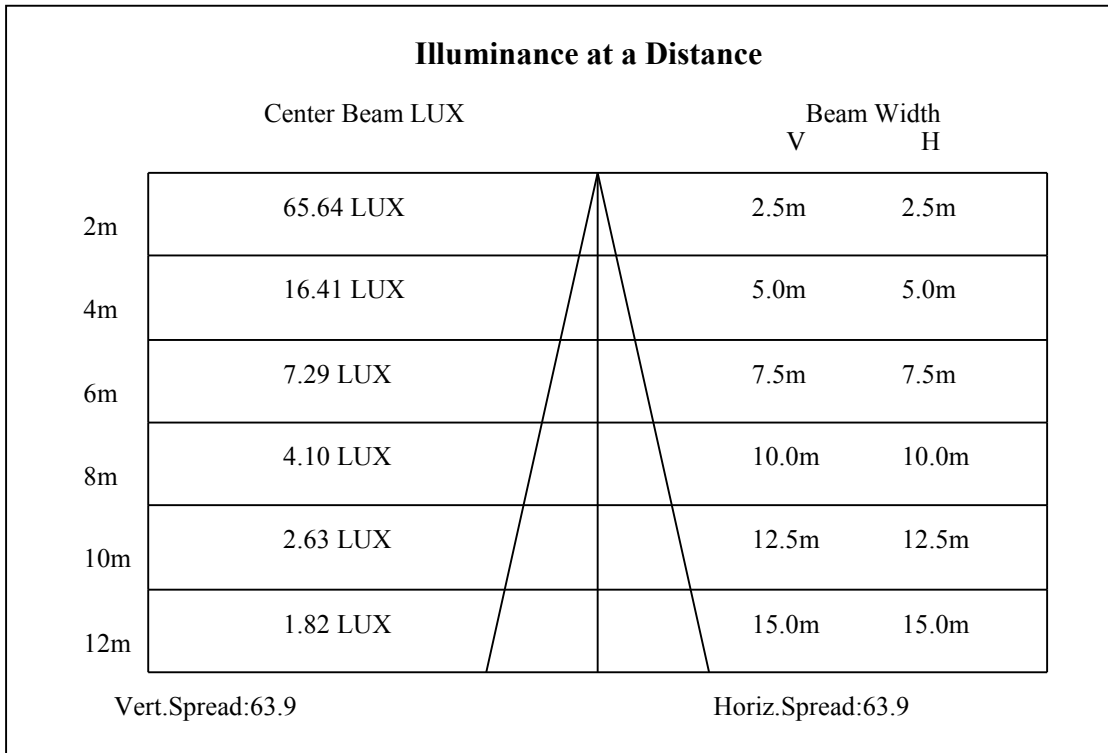 Illuminance at a Distance
Center Beam LUX Beam Width
V H
2m 65.64 LUX 2.5m 2.5m
4m 16.41 LUX 5.0m 5.0m
6m 7.29 LUX 7.5m 7.5m
8m 4.10 LUX 10.0m 10.0m
10m 2.63 LUX 12.5m 12.5m
12m 1.82 LUX 15.0m 15.0m
Vert.Spread:63.9 Horiz.Spread:63.9